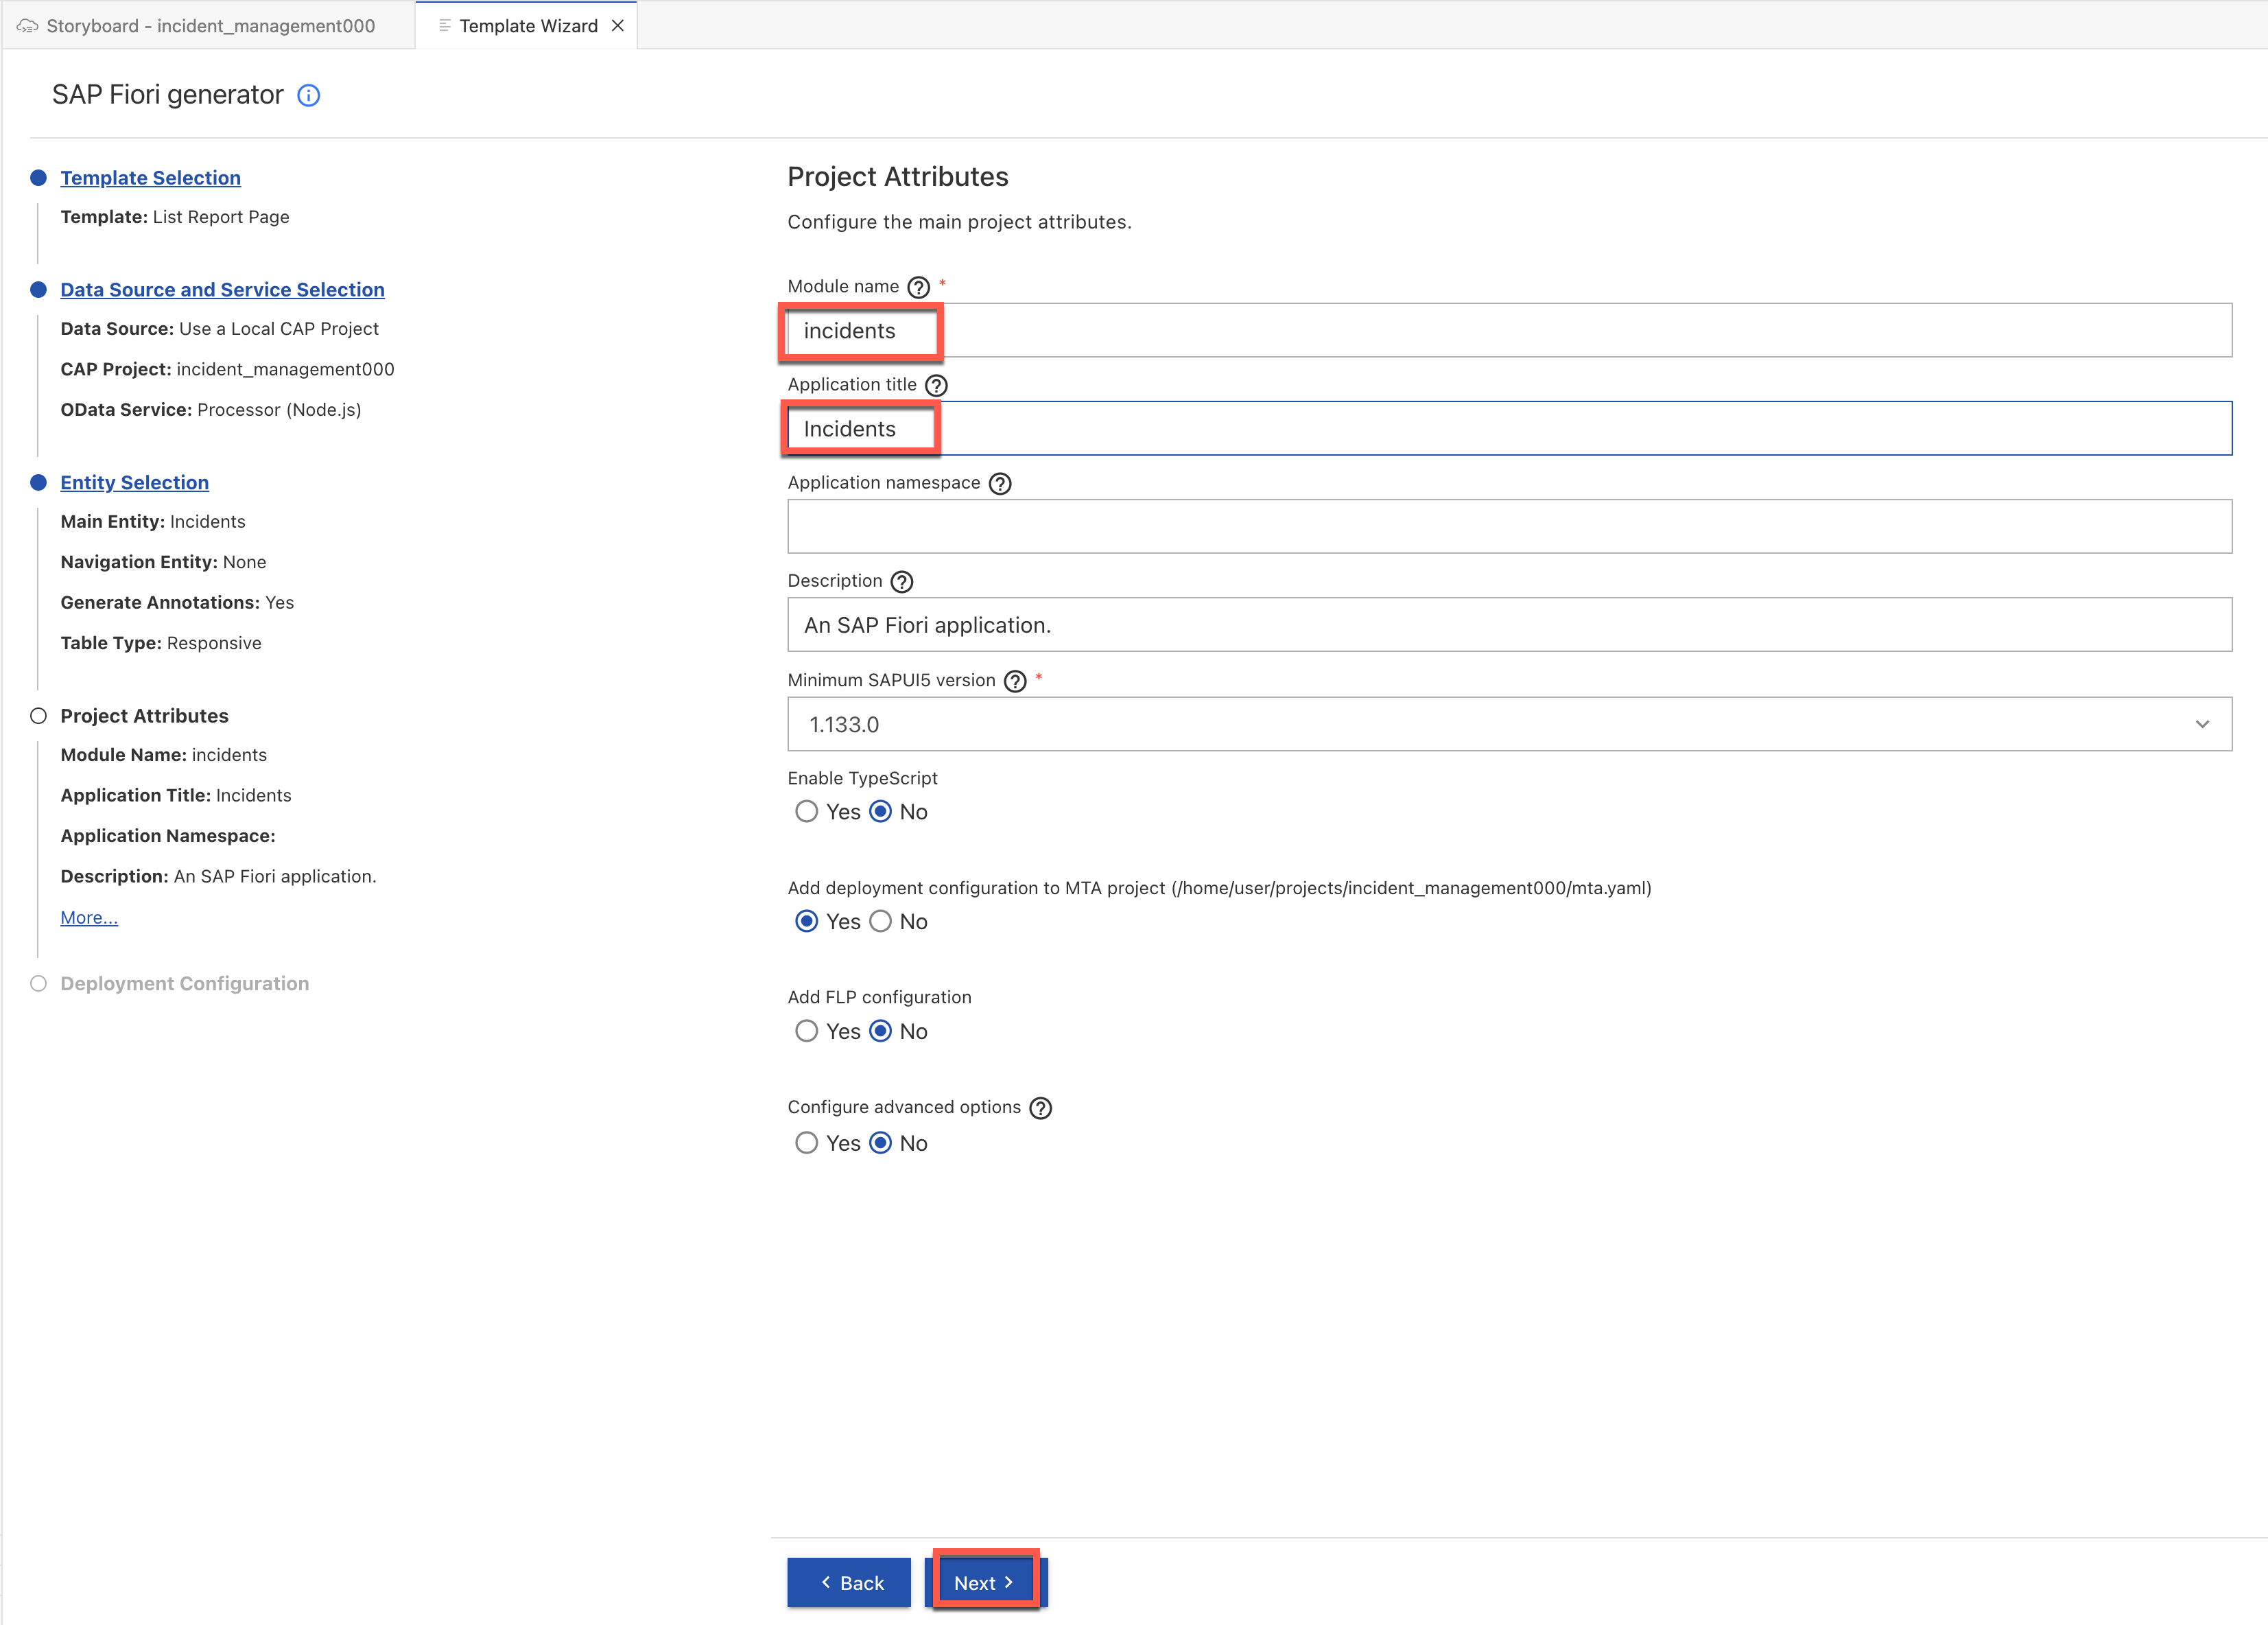 Storyboard - incident_management000
Template Wizard
SAP Fiori generator
Template Selection
Template: List Report Page
Data Source and Service Selection
Data Source: Use a Local CAP Project
CAP Project: incident_management000
OData Service: Processor (Node.js)
Entity Selection
Main Entity: Incidents
Navigation Entity: None
Generate Annotations: Yes
Table Type: Responsive
Project Attributes
Module Name: incidents
Application Title: Incidents
Application Namespace:
Description: An SAP Fiori application.
More...
Deployment Configuration
Project Attributes
Configure the main project attributes.
Module name ? *
incidents
Application title ?
Incidents
Application namespace ?
Description ?
An SAP Fiori application.
Minimum SAPUI5 version ? *
1.133.0
Enable TypeScript
Yes No
Add deployment configuration to MTA project (/home/user/projects/incident_management000/mta.yaml)
Yes No
Add FLP configuration
Yes No
Configure advanced options ?
Yes No
< Back Next >